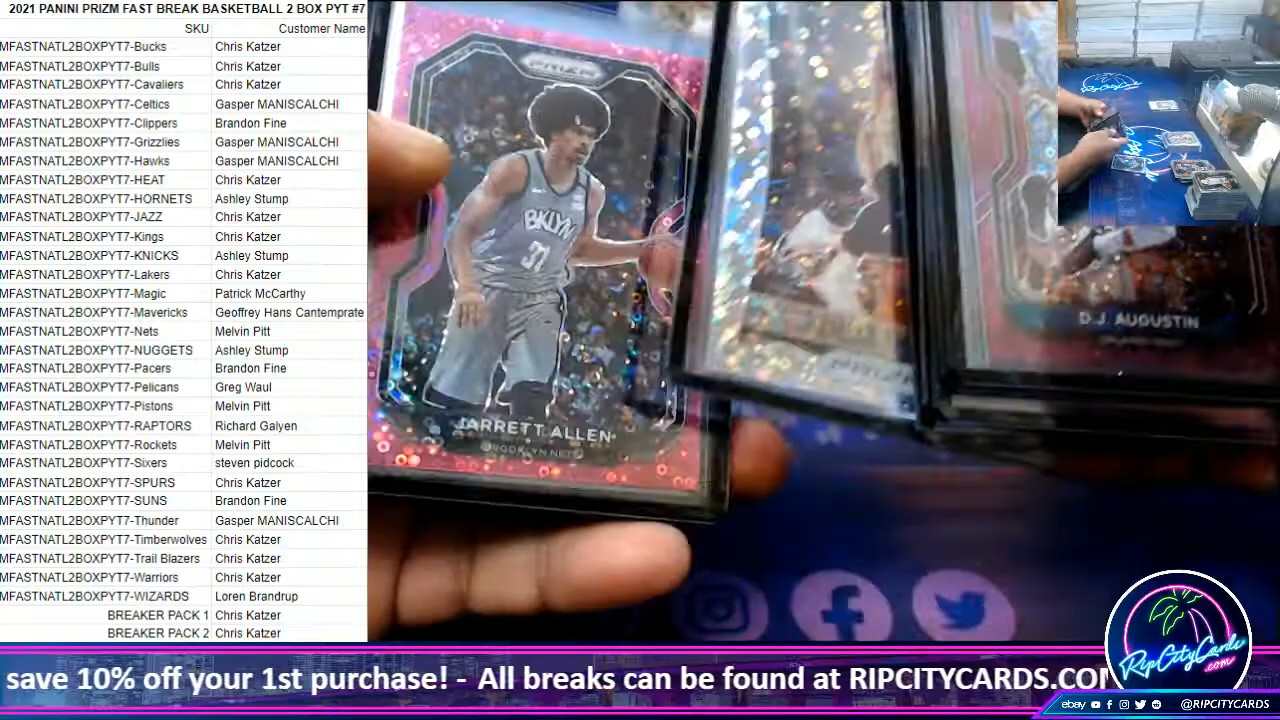 2021 PANINI PRIZM FAST BREAK BASKETBALL 2 BOX PYT #7
SKU Customer Name
MFASTNATL2BOXPYT7-Bucks Chris Katzer
MFASTNATL2BOXPYT7-Bulls Chris Katzer
MFASTNATL2BOXPYT7-Cavaliers Chris Katzer
MFASTNATL2BOXPYT7-Celtics Gasper MANISCALCHI
MFASTNATL2BOXPYT7-Clippers Brandon Fine
MFASTNATL2BOXPYT7-Grizzlies Gasper MANISCALCHI
MFASTNATL2BOXPYT7-Hawks Gasper MANISCALCHI
MFASTNATL2BOXPYT7-HEAT Chris Katzer
MFASTNATL2BOXPYT7-HORNETS Ashley Stump
MFASTNATL2BOXPYT7-JAZZ Chris Katzer
MFASTNATL2BOXPYT7-Kings Chris Katzer
MFASTNATL2BOXPYT7-KNICKS Ashley Stump
MFASTNATL2BOXPYT7-Lakers Chris Katzer
MFASTNATL2BOXPYT7-Magic Patrick McCarthy
MFASTNATL2BOXPYT7-Mavericks Geoffrey Hans Cantemprate
MFASTNATL2BOXPYT7-Nets Melvin Pitt
MFASTNATL2BOXPYT7-NUGGETS Ashley Stump
MFASTNATL2BOXPYT7-Pacers Brandon Fine
MFASTNATL2BOXPYT7-Pelicans Greg Waul
MFASTNATL2BOXPYT7-Pistons Melvin Pitt
MFASTNATL2BOXPYT7-RAPTORS Richard Galyen
MFASTNATL2BOXPYT7-Rockets Melvin Pitt
MFASTNATL2BOXPYT7-Sixers steven pidcock
MFASTNATL2BOXPYT7-SPURS Chris Katzer
MFASTNATL2BOXPYT7-SUNS Brandon Fine
MFASTNATL2BOXPYT7-Thunder Gasper MANISCALCHI
MFASTNATL2BOXPYT7-Timberwolves Chris Katzer
MFASTNATL2BOXPYT7-Trail Blazers Chris Katzer
MFASTNATL2BOXPYT7-Warriors Chris Katzer
MFASTNATL2BOXPYT7-WIZARDS Loren Brandrup
BREAKER PACK 1 Chris Katzer
BREAKER PACK 2 Chris Katzer
PRIZM
BKLYN
31
JARRETT ALLEN
BROOKLYN NETS
D.J. AUGUSTIN
RipCityCards
save 10% off your 1st purchase! - All breaks can be found at RIPCITYCARDS.COM
RipCityCards
.com
ebay @RIPCITYCARDS